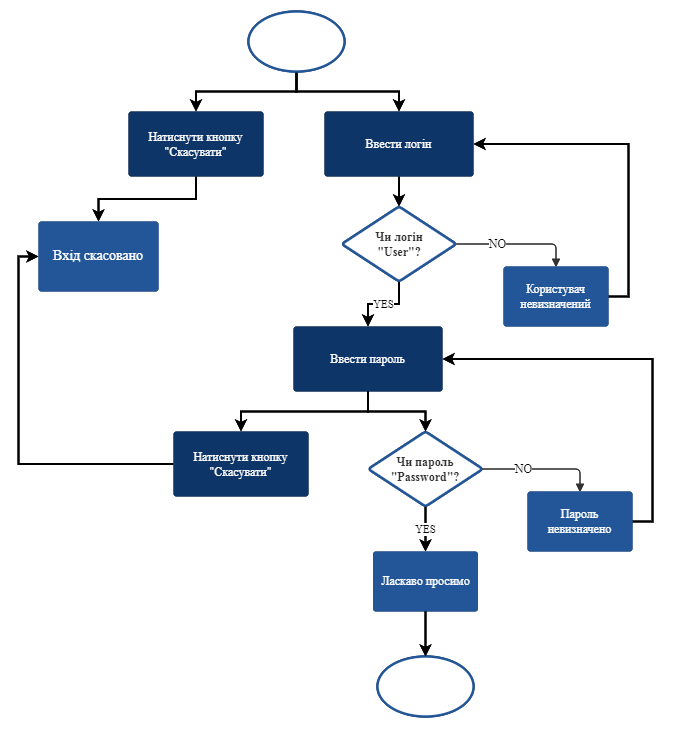 Натиснути кнопку
"Скасувати"
Ввести логін
Чи логін
"User"?
NO
Вхід скасовано
Користувач
невизначений
YES
Ввести пароль
Натиснути кнопку
"Скасувати"
Чи пароль
"Password"?
NO
Пароль
невизначено
YES
Ласкаво просимо